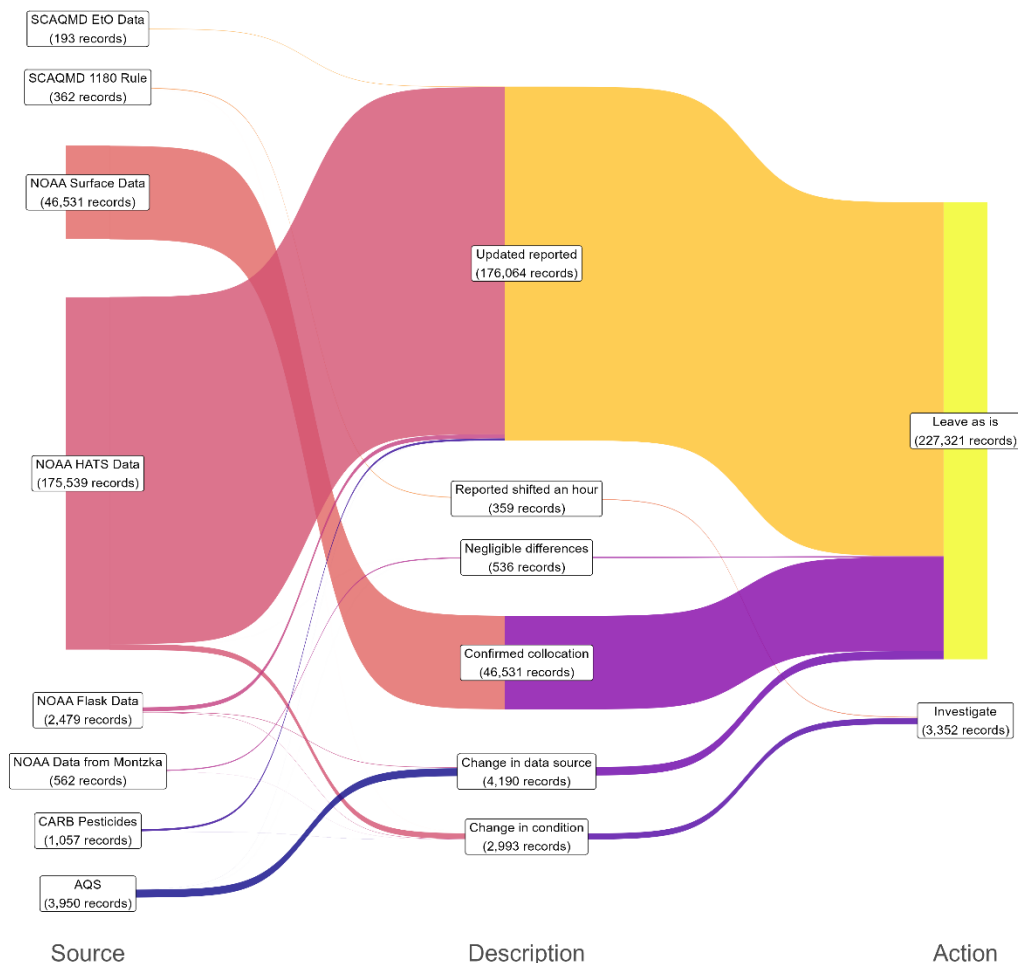 SCAQMD EtO Data
(193 records)
SCAQMD 1180 Rule
(362 records)
NOAA Surface Data
(46,531 records)
NOAA HATS Data
(175,539 records)
NOAA Flask Data
(2,479 records)
NOAA Data from Montzka
(562 records)
CARB Pesticides
(1,057 records)
AQS
(3,950 records)
Updated reported
(176,064 records)
Reported shifted an hour
(359 records)
Negligible differences
(536 records)
Confirmed collocation
(46,531 records)
Change in data source
(4,190 records)
Change in condition
(2,993 records)
Leave as is
(227,321 records)
Investigate
(3,352 records)
Source
Description
Action